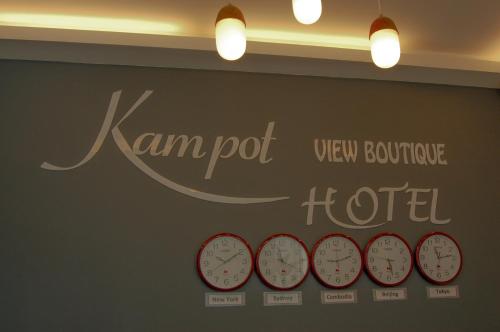 Kampot VIEW BOUTIQUE
HOTEL
New York Sydney Cambodia Beijing Tokyo